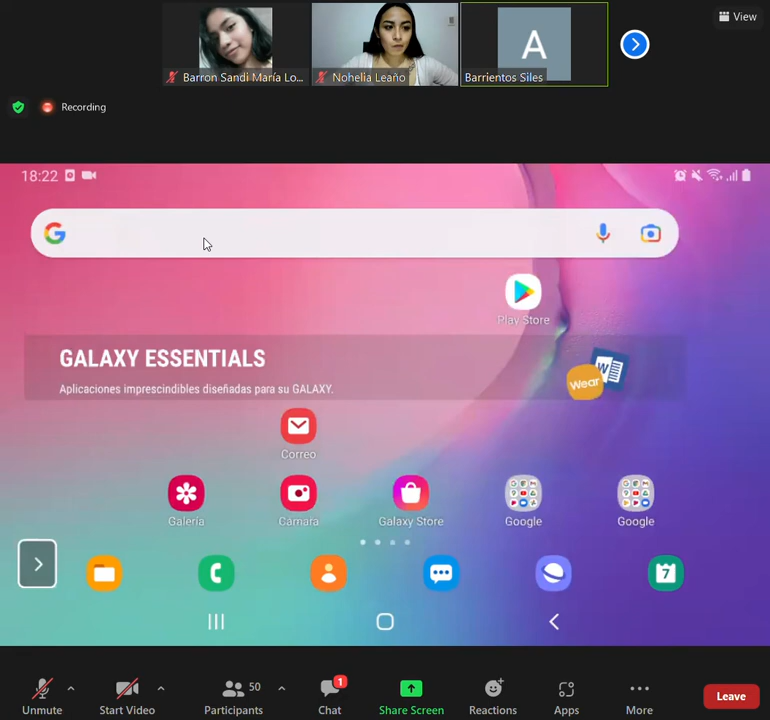 View
Barron Sandi María Lo...
Nohelia Leaño
A
Barrientos Siles
Recording
18:22
Play Store
GALAXY ESSENTIALS
Aplicaciones imprescindibles diseñadas para su GALAXY.
Wear
W
Correo
Galería
Cámara
Galaxy Store
Google
Google
7
Unmute
Start Video
50
Participants
1
Chat
Share Screen
Reactions
Apps
More
Leave